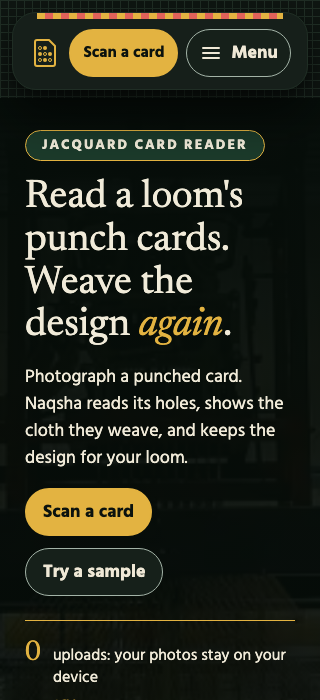 Scan a card
Menu
JACQUARD CARD READER
Read a loom's
punch cards.
Weave the
design again.
Photograph a punched card.
Naqsha reads its holes, shows the
cloth they weave, and keeps the
design for your loom.
Scan a card
Try a sample
0 uploads: your photos stay on your
device